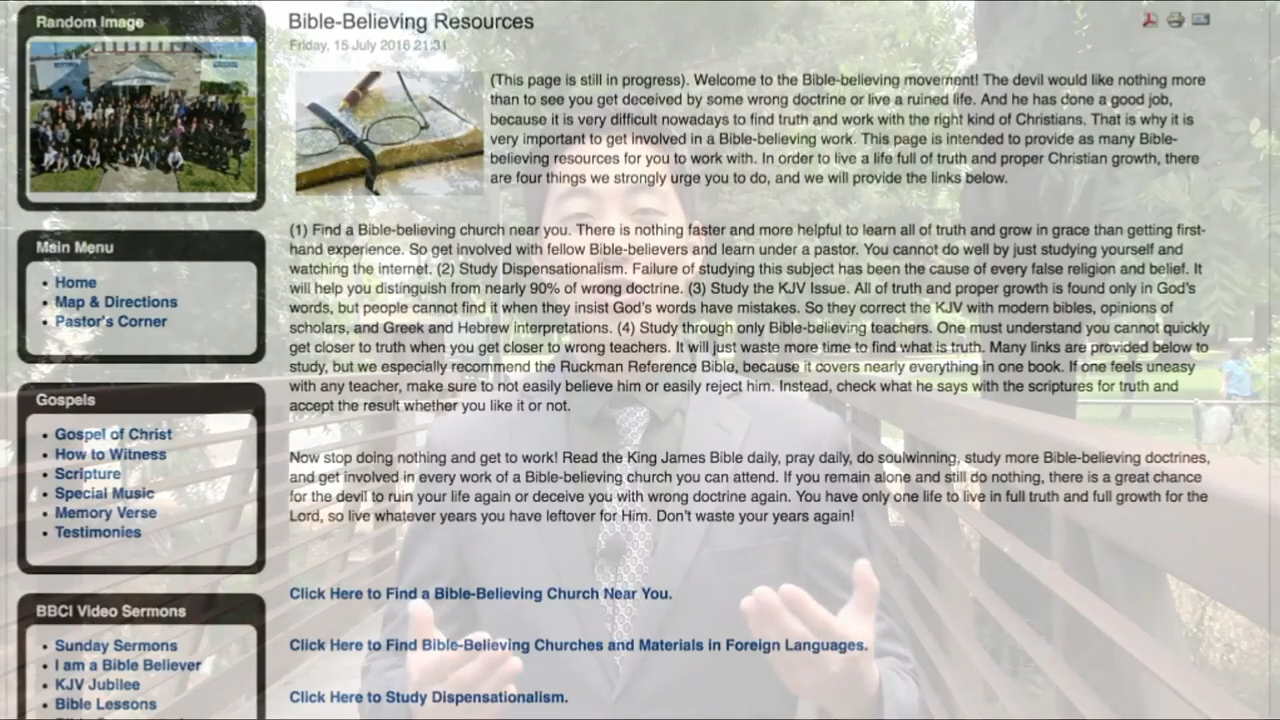 Random Image
Main Menu
Home
Map & Directions
Pastor's Corner
Gospels
Gospel of Christ
How to Witness
Scripture
Special Music
Memory Verse
Testimonies
BBCI Video Sermons
Sunday Sermons
I am a Bible Believer
KJV Jubilee
Bible Lessons
Bible-Believing Resources
Friday, 15 July 2016 21:31
(This page is still in progress). Welcome to the Bible-believing movement! The devil would like nothing more
than to see you get deceived by some wrong doctrine or live a ruined life. And he has done a good job,
because it is very difficult nowadays to find truth and work with the right kind of Christians. That is why it is
very important to get involved in a Bible-believing work. This page is intended to provide as many Bible-
believing resources for you to work with. In order to live a life full of truth and proper Christian growth, there
are four things we strongly urge you to do, and we will provide the links below.
(1) Find a Bible-believing church near you. There is nothing faster and more helpful to learn all of truth and grow in grace than getting first-
hand experience. So get involved with fellow Bible-believers and learn under a pastor. You cannot do well by just studying yourself and
watching the internet. (2) Study Dispensationalism. Failure of studying this subject has been the cause of every false religion and belief. It
will help you distinguish from nearly 90% of wrong doctrine. (3) Study the KJV Issue. All of truth and proper growth is found only in God's
words, but people cannot find it when they insist God's words have mistakes. So they correct the KJV with modern bibles, opinions of
scholars, and Greek and Hebrew interpretations. (4) Study through only Bible-believing teachers. One must understand you cannot quickly
get closer to truth when you get closer to wrong teachers. It will just waste more time to find what is truth. Many links are provided below to
study, but we especially recommend the Ruckman Reference Bible, because it covers nearly everything in one book. If one feels uneasy
with any teacher, make sure to not easily believe him or easily reject him. Instead, check what he says with the scriptures for truth and
accept the result whether you like it or not.
Now stop doing nothing and get to work! Read the King James Bible daily, pray daily, do soulwinning, study more Bible-believing doctrines,
and get involved in every work of a Bible-believing church you can attend. If you remain alone and still do nothing, there is a great chance
for the devil to ruin your life again or deceive you with wrong doctrine again. You have only one life to live in full truth and full growth for the
Lord, so live whatever years you have leftover for Him. Don't waste your years again!
Click Here to Find a Bible-Believing Church Near You.
Click Here to Find Bible-Believing Churches and Materials in Foreign Languages.
Click Here to Study Dispensationalism.